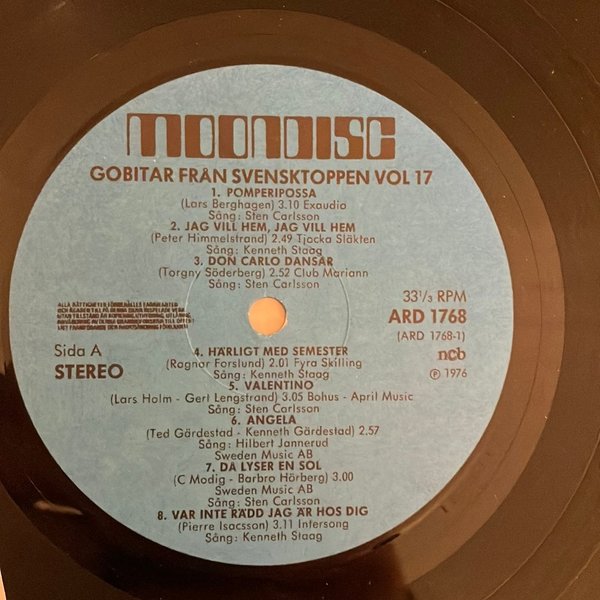 MOONDISC
GOBITAR FRÅN SVENSKTOPPEN VOL 17
1. POMPERIPOSSA
(Lars Berghagen) 3.10 Exaudio
Sång: Sten Carlsson
2. JAG VILL HEM, JAG VILL HEM
(Peter Himmelstrand) 2.49 Tjocka Släkten
Sång: Kenneth Staag
3. DON CARLO DANSAR
(Torgny Söderberg) 2.52 Club Mariann
Sång: Sten Carlsson
33 1/3 RPM
ARD 1768
(ARD 1768-1)
ncb
℗ 1976
ALLA RÄTTIGHETER
Sida A
STEREO
4. HÄRLIGT MED SEMESTER
(Ragnar Forslund) 2.01 Fyra Skilling
Sång: Kenneth Staag
5. VALENTINO
(Lars Holm - Gerl Lengstrand) 3.05 Bohus - April Music
Sång: Sten Carlsson
6. ANGELA
(Ted Gärdestad - Kenneth Gärdestad) 2.57
Sång: Hilbert Jannerud
Sweden Music AB
7. DÅ LYSER EN SOL
(C Modig - Barbro Hörberg) 3.00
Sweden Music AB
Sång: Sten Carlsson
8. VAR INTE RÄDD JAG ÄR HOS DIG
(Pierre Isacsson) 3.11 Intersong
Sång: Kenneth Staag